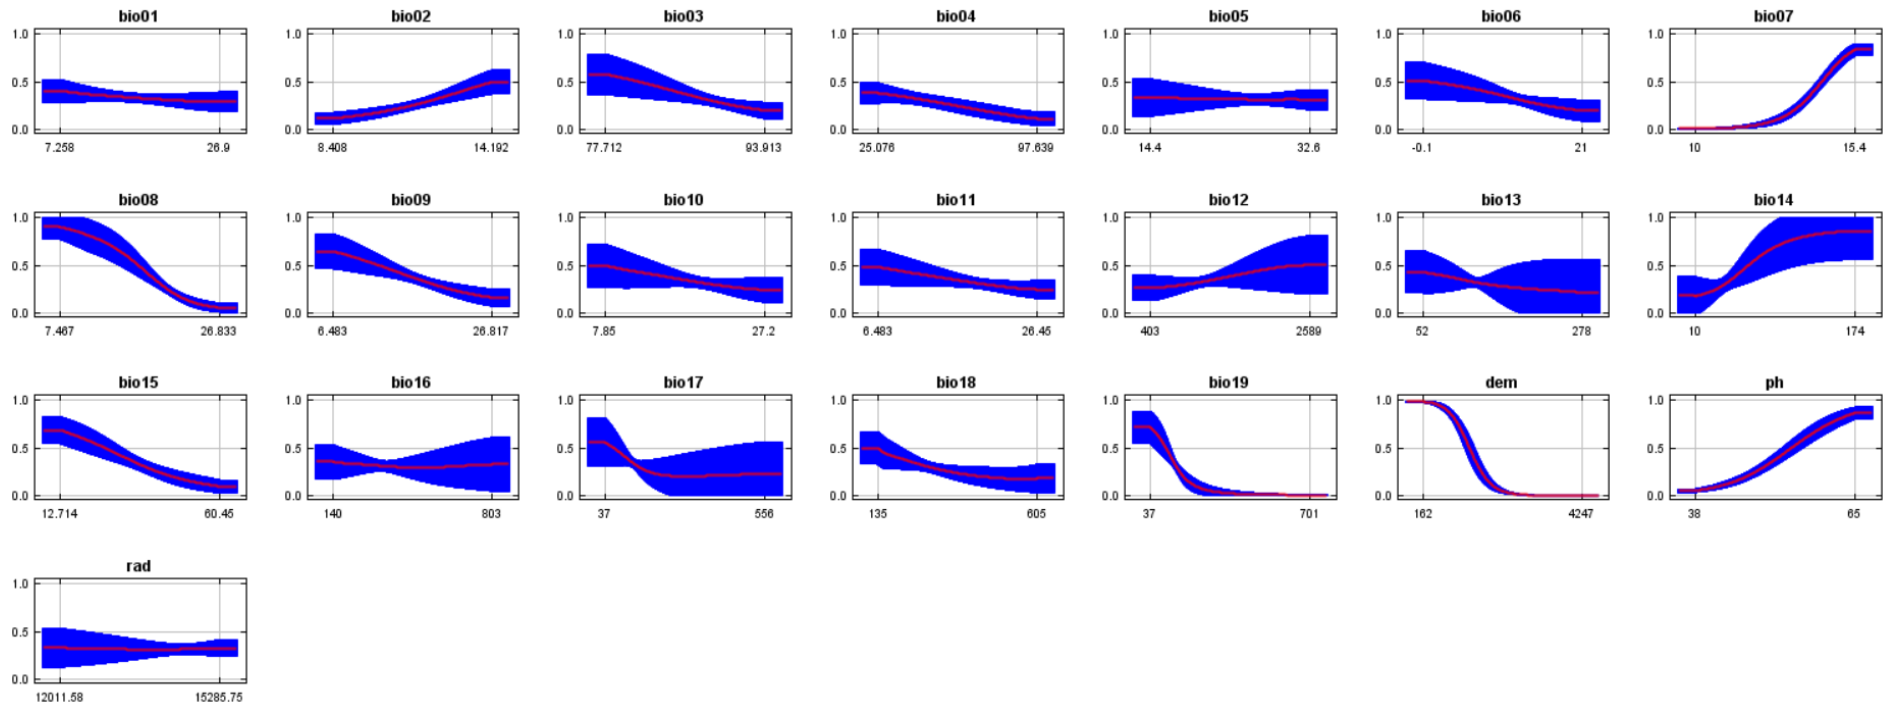 bio01 bio02 bio03 bio04 bio05 bio06 bio07
1.0 1.0 1.0 1.0 1.0 1.0 1.0
0.5 0.5 0.5 0.5 0.5 0.5 0.5
0.0 0.0 0.0 0.0 0.0 0.0 0.0
7.258 26.9 8.408 14.192 77.712 93.913 25.076 97.639 14.4 32.6 -0.1 21 10 15.4
bio08 bio09 bio10 bio11 bio12 bio13 bio14
1.0 1.0 1.0 1.0 1.0 1.0 1.0
0.5 0.5 0.5 0.5 0.5 0.5 0.5
0.0 0.0 0.0 0.0 0.0 0.0 0.0
7.467 26.833 6.483 26.817 7.85 27.2 6.483 26.45 403 2589 52 278 10 174
bio15 bio16 bio17 bio18 bio19 dem ph
1.0 1.0 1.0 1.0 1.0 1.0 1.0
0.5 0.5 0.5 0.5 0.5 0.5 0.5
0.0 0.0 0.0 0.0 0.0 0.0 0.0
12.714 60.45 140 803 37 556 135 605 37 701 162 4247 38 65
rad
1.0
0.5
0.0
12011.58 15285.75